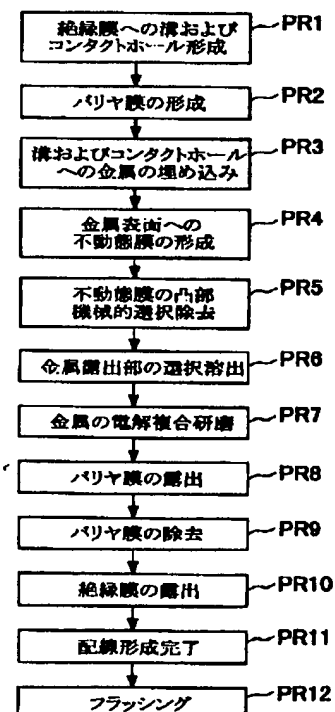 絶縁膜への溝および
コンタクトホール形成
PR1
バリヤ膜の形成
PR2
溝およびコンタクトホール
への金属の埋め込み
PR3
金属表面への
不動態膜の形成
PR4
不動態膜の凸部
機械的選択除去
PR5
金属露出部の選択溶出
PR6
金属の電解複合研磨
PR7
バリヤ膜の露出
PR8
バリヤ膜の除去
PR9
絶縁膜の露出
PR10
配線形成完了
PR11
フラッシング
PR12